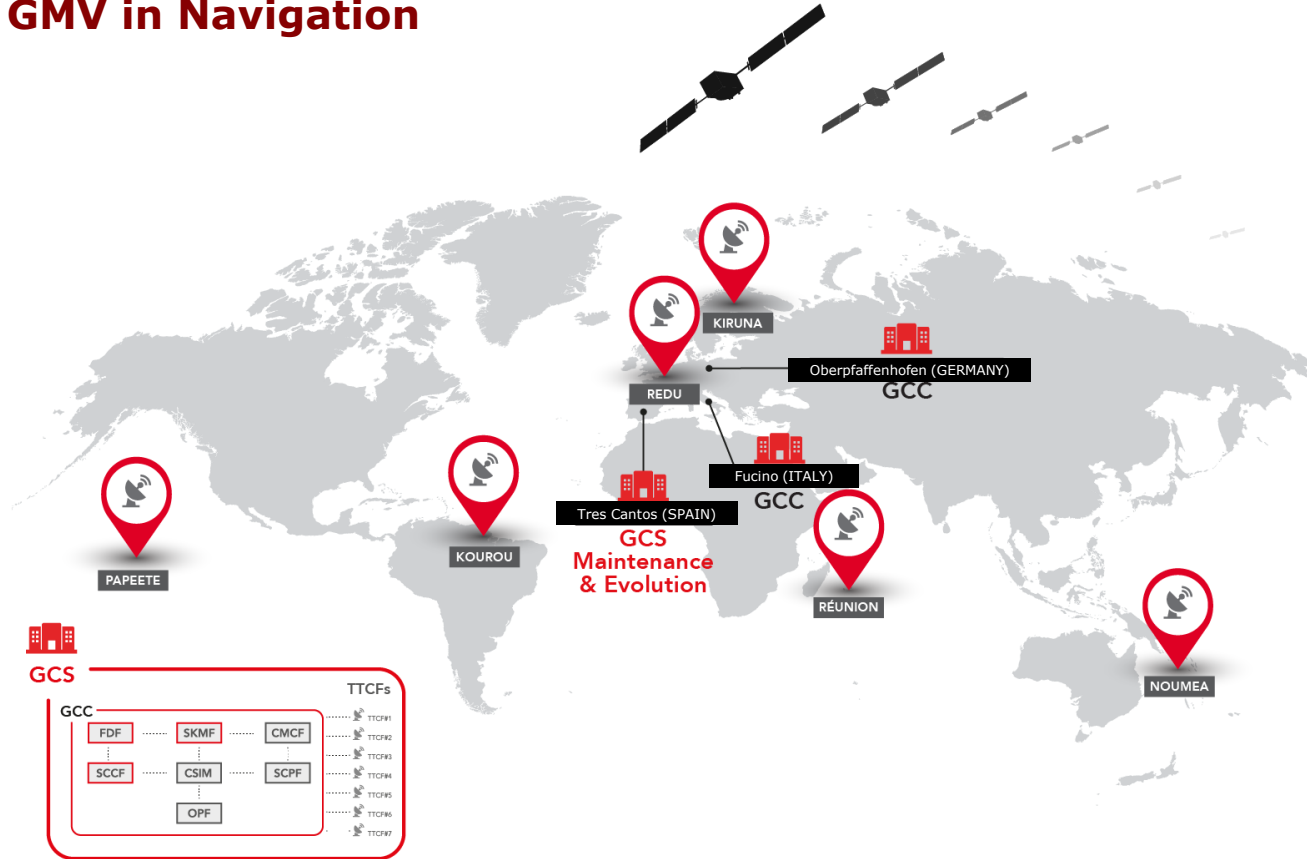 GMV in Navigation
KIRUNA
Oberpfaffenhofen (GERMANY)
GCC
REDU
Fucino (ITALY)
GCC
Tres Cantos (SPAIN)
GCS
Maintenance
& Evolution
KOUROU
PAPEETE
RÉUNION
NOUMEA
GCS
TTCFs
GCC
FDF
SKMF
CMCF
SCCF
CSIM
SCPF
OPF
TTCF#1
TTCF#2
TTCF#3
TTCF#4
TTCF#5
TTCF#6
TTCF#7